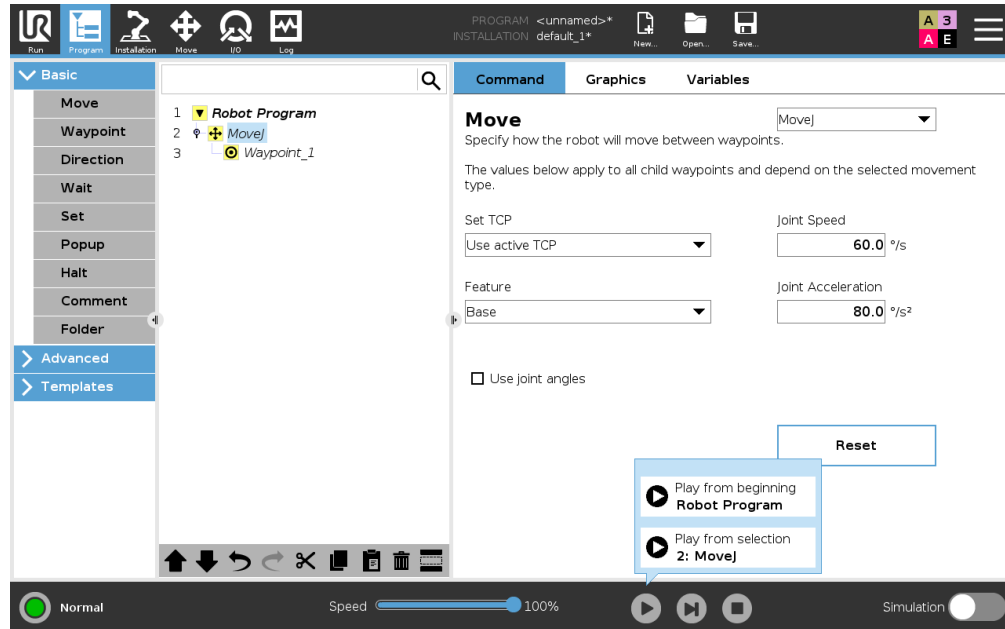 PROGRAM <unnamed>*
INSTALLATION default_1*
A 3
A E
Run
Program
Installation
Move
I/O
Log
New...
Open...
Save...
Basic
Move
Waypoint
Direction
Wait
Set
Popup
Halt
Comment
Folder
Advanced
Templates
1 Robot Program
2 MoveJ
3 Waypoint_1
Command Graphics Variables
Move
MoveJ
Specify how the robot will move between waypoints.
The values below apply to all child waypoints and depend on the selected movement
type.
Set TCP
Joint Speed
Use active TCP
60.0 °/s
Feature
Joint Acceleration
Base
80.0 °/s²
Use joint angles
Reset
Play from beginning
Robot Program
Play from selection
2: MoveJ
Normal
Speed
100%
Simulation